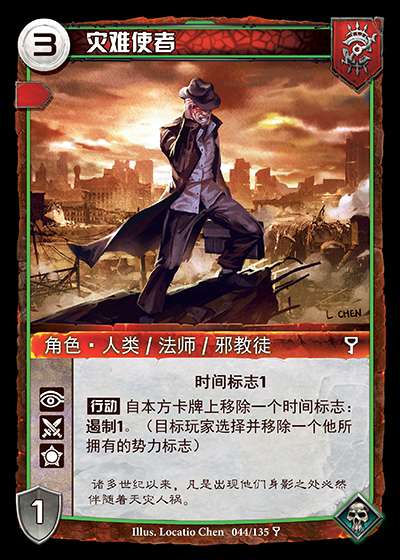 3 灾难使者
L CHEN
角色·人类/法师/邪教徒
时间标志1
行动 自本方卡牌上移除一个时间标志：
遏制1。（目标玩家选择并移除一个他所
拥有的势力标志）
诸多世纪以来，凡是出现他们身影之处必然
伴随着天灾人祸。
1
Illus. Locatio Chen 044/135